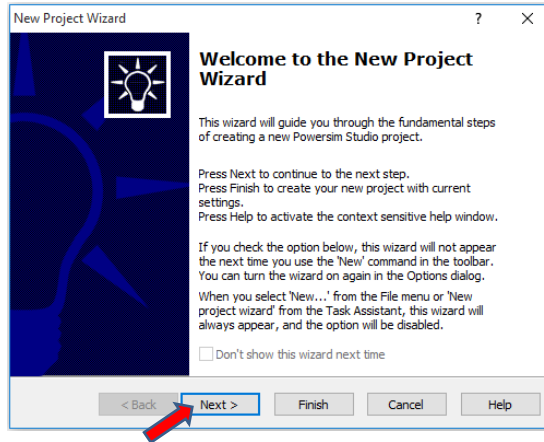 New Project Wizard ? X
Welcome to the New Project
Wizard
This wizard will guide you through the fundamental steps
of creating a new Powersim Studio project.
Press Next to continue to the next step.
Press Finish to create your new project with current
settings.
Press Help to activate the context sensitive help window.
If you check the option below, this wizard will not appear
the next time you use the 'New' command in the toolbar.
You can turn the wizard on again in the Options dialog.
When you select 'New...' from the File menu or 'New
project wizard' from the Task Assistant, this wizard will
always appear, and the option will be disabled.
Don't show this wizard next time
< Back Next > Finish Cancel Help